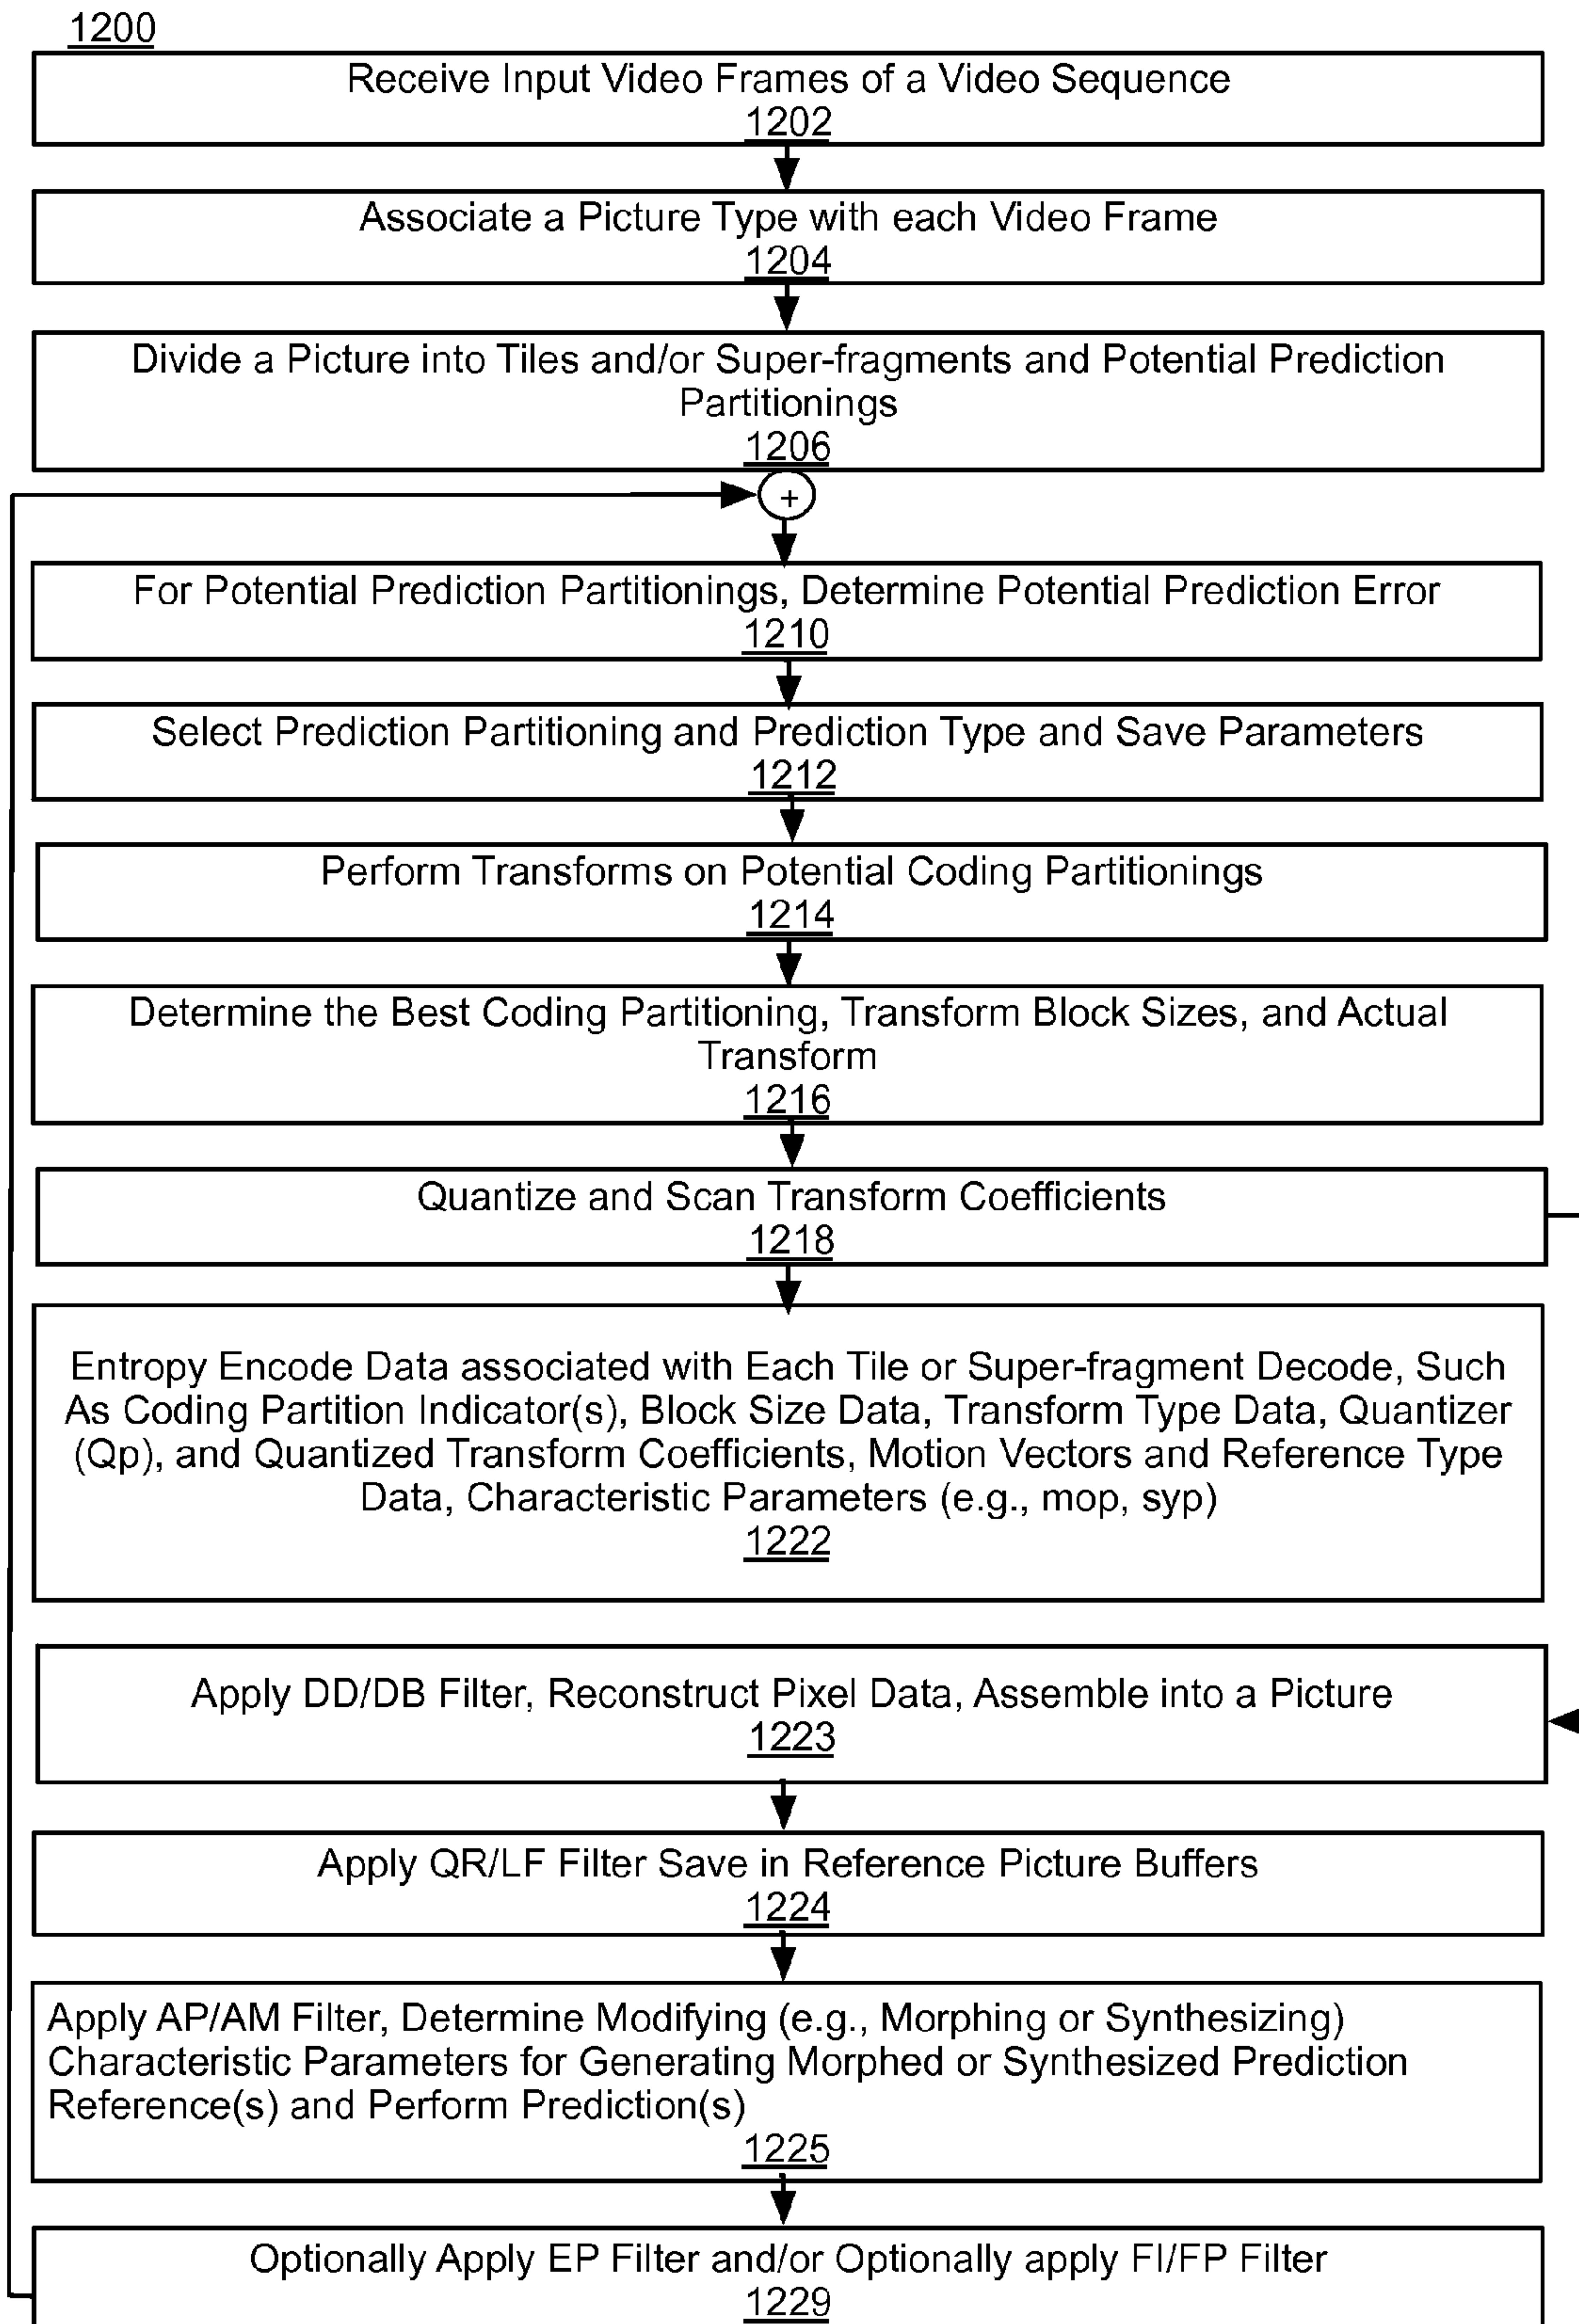 1200
Receive Input Video Frames of a Video Sequence
1202
Associate a Picture Type with each Video Frame
1204
Divide a Picture into Tiles and/or Super-fragments and Potential Prediction
Partitionings
1206
+
For Potential Prediction Partitionings, Determine Potential Prediction Error
1210
Select Prediction Partitioning and Prediction Type and Save Parameters
1212
Perform Transforms on Potential Coding Partitionings
1214
Determine the Best Coding Partitioning, Transform Block Sizes, and Actual
Transform
1216
Quantize and Scan Transform Coefficients
1218
Entropy Encode Data associated with Each Tile or Super-fragment Decode, Such
As Coding Partition Indicator(s), Block Size Data, Transform Type Data, Quantizer
(Qp), and Quantized Transform Coefficients, Motion Vectors and Reference Type
Data, Characteristic Parameters (e.g., mop, syp)
1222
Apply DD/DB Filter, Reconstruct Pixel Data, Assemble into a Picture
1223
Apply QR/LF Filter Save in Reference Picture Buffers
1224
Apply AP/AM Filter, Determine Modifying (e.g., Morphing or Synthesizing)
Characteristic Parameters for Generating Morphed or Synthesized Prediction
Reference(s) and Perform Prediction(s)
1225
Optionally Apply EP Filter and/or Optionally apply FI/FP Filter
1229